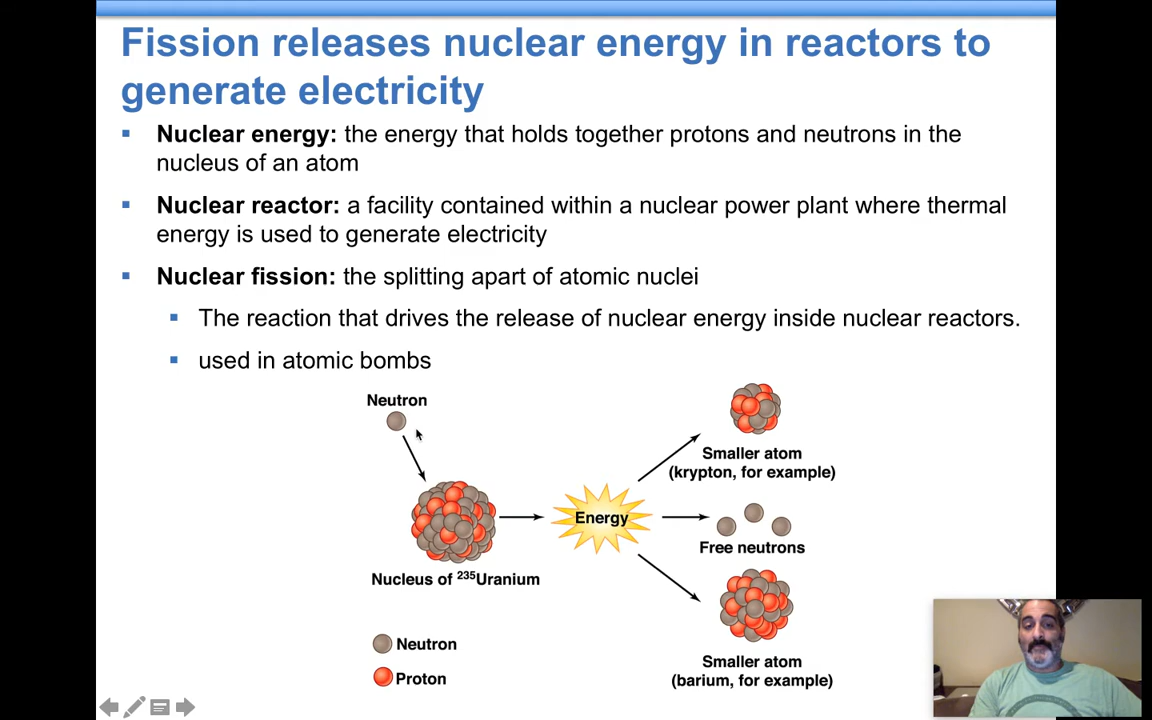 Fission releases nuclear energy in reactors to
generate electricity
▪ Nuclear energy: the energy that holds together protons and neutrons in the
nucleus of an atom
▪ Nuclear reactor: a facility contained within a nuclear power plant where thermal
energy is used to generate electricity
▪ Nuclear fission: the splitting apart of atomic nuclei
▪ The reaction that drives the release of nuclear energy inside nuclear reactors.
▪ used in atomic bombs
Neutron
Nucleus of ²³⁵Uranium
Energy
Smaller atom
(krypton, for example)
Free neutrons
Smaller atom
(barium, for example)
Neutron
Proton